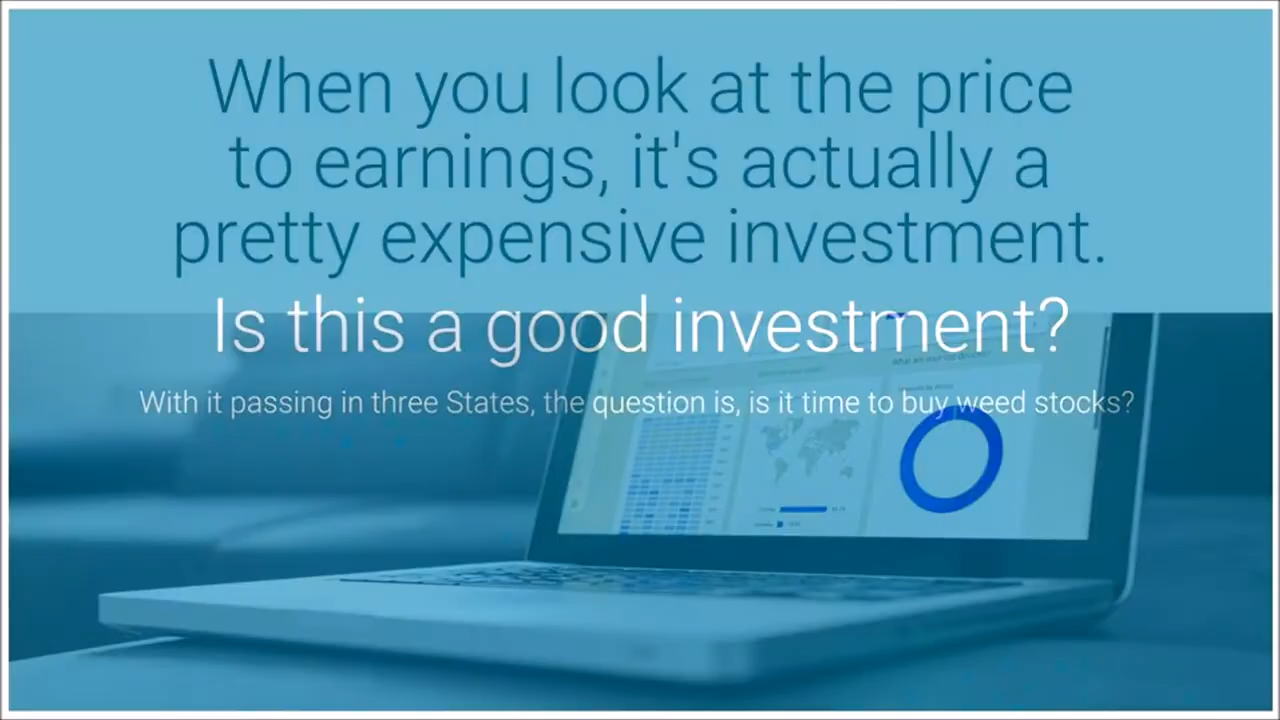 When you look at the price
to earnings, it's actually a
pretty expensive investment.
Is this a good investment?
With it passing in three States, the question is, is it time to buy weed stocks?